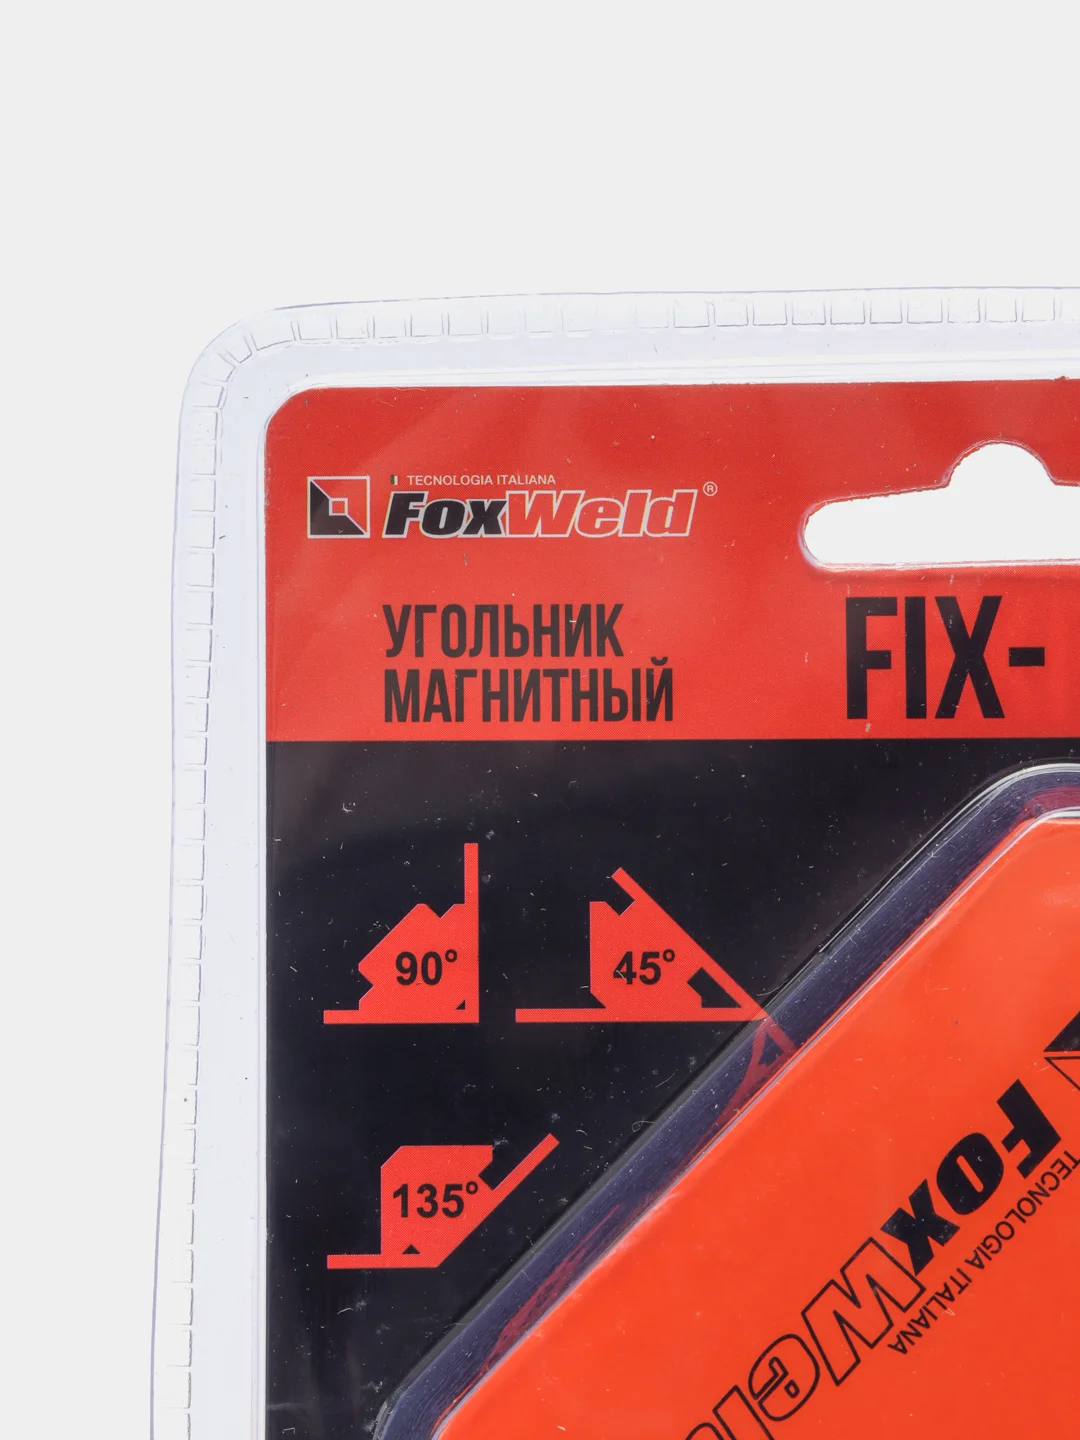 TECNOLOGIA ITALIANA
FoxWeld®
УГОЛЬНИК
МАГНИТНЫЙ
FIX-
90°
45°
135°
FoxWeld
TECNOLOGIA ITALIANA